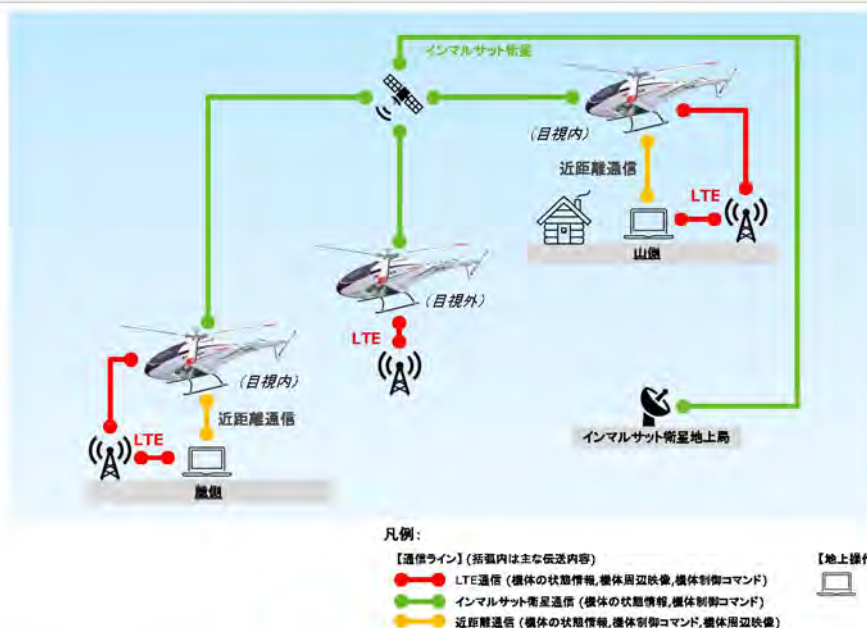 インマルサット衛星
(目視内)
近距離通信
LTE
山側
(目視外)
LTE
(目視内)
近距離通信
LTE
麓側
インマルサット衛星地上局
凡例:
【通信ライン】(括弧内は主な伝送内容)
【地上操作
LTE通信 (機体の状態情報,機体周辺映像,機体制御コマンド)
インマルサット衛星通信 (機体の状態情報,機体制御コマンド)
近距離通信 (機体の状態情報,機体制御コマンド,機体周辺映像)